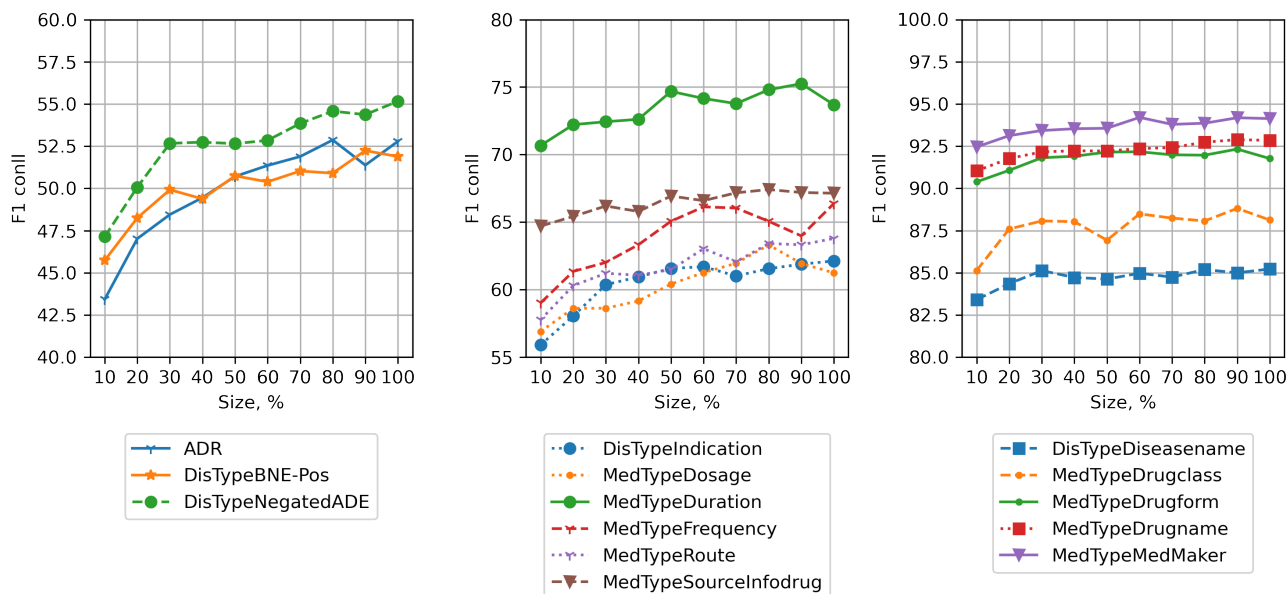 60.0
57.5
55.0
52.5
50.0
47.5
45.0
42.5
40.0
F1 conll
10 20 30 40 50 60 70 80 90 100
Size, %
ADR
DisTypeBNE-Pos
DisTypeNegatedADE
80
75
70
65
60
55
F1 conll
10 20 30 40 50 60 70 80 90 100
Size, %
DisTypeIndication
MedTypeDosage
MedTypeDuration
MedTypeFrequency
MedTypeRoute
MedTypeSourceInfodrug
100.0
97.5
95.0
92.5
90.0
87.5
85.0
82.5
80.0
F1 conll
10 20 30 40 50 60 70 80 90 100
Size, %
DisTypeDiseasename
MedTypeDrugclass
MedTypeDrugform
MedTypeDrugname
MedTypeMedMaker